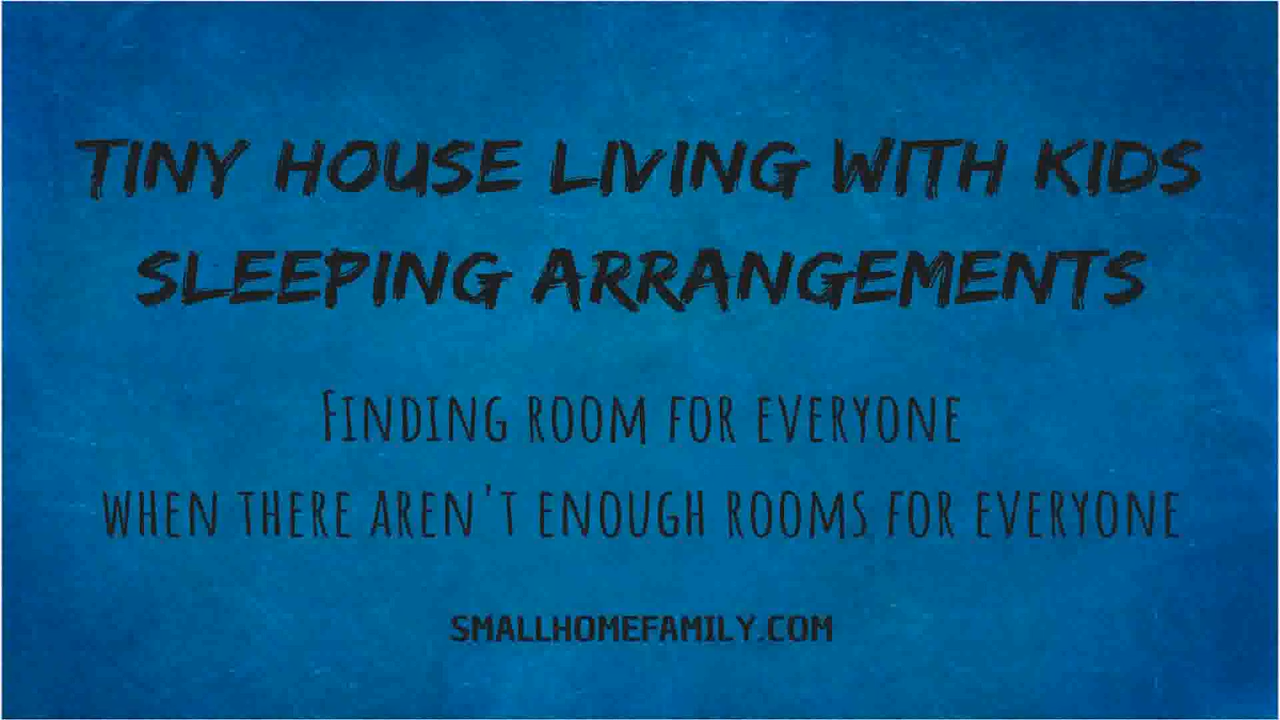 TINY HOUSE LIVING WITH KIDS
SLEEPING ARRANGEMENTS
FINDING ROOM FOR EVERYONE
WHEN THERE AREN'T ENOUGH ROOMS FOR EVERYONE
SMALLHOMEFAMILY.COM